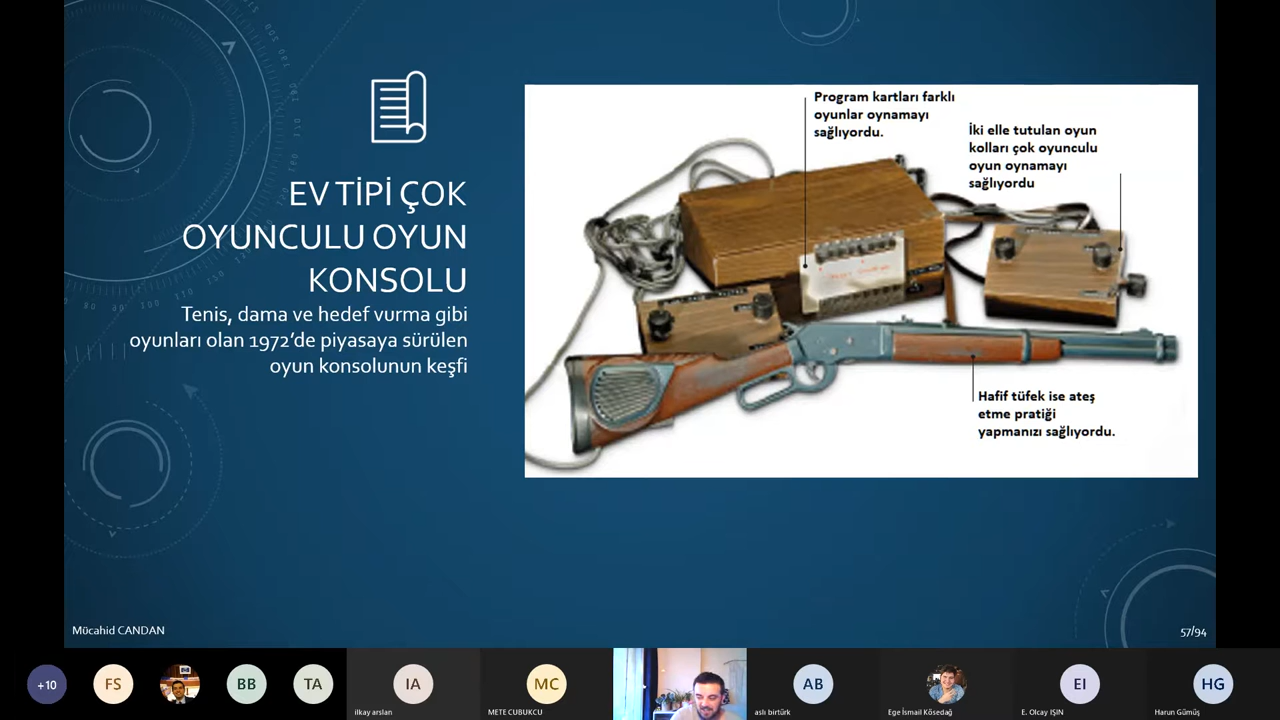 EV TİPİ ÇOK
OYUNCULU OYUN
KONSOLU
Tenis, dama ve hedef vurma gibi
oyunları olan 1972’de piyasaya sürülen
oyun konsolunun keşfi
Program kartları farklı
oyunlar oynamayı
sağlıyordu.
İki elle tutulan oyun
kolları çok oyunculu
oyun oynamayı
sağlıyordu
Hafif tüfek ise ateş
etme pratiği
yapmanızı sağlıyordu.
Mücahid CANDAN
57/94
+10
FS
BB
TA
IA
ilkay arslan
MC
METE CUBUKCU
AB
aslı birtürk
Ege İsmail Kösedağ
EI
E. Olcay IŞIN
HG
Harun Gümüş